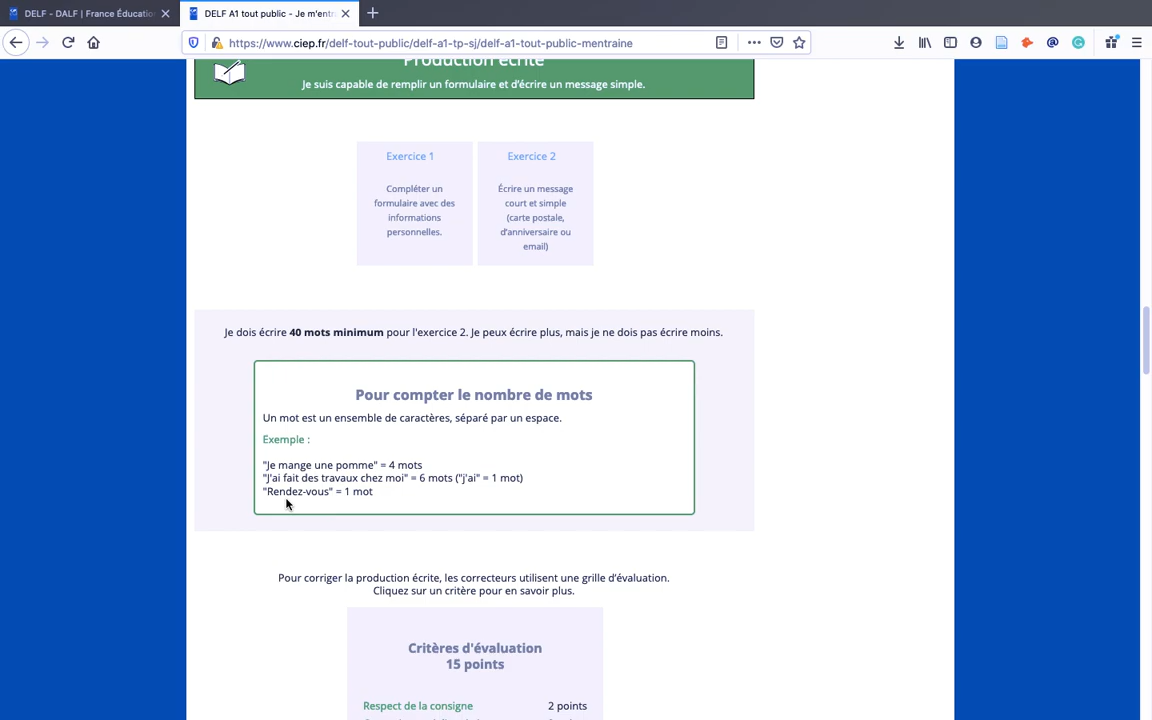 DELF - DALF | France Éducatio
DELF A1 tout public - Je m'entr
https://www.ciep.fr/delf-tout-public/delf-a1-tp-sj/delf-a1-tout-public-mentraine
Production écrite
Je suis capable de remplir un formulaire et d'écrire un message simple.
Exercice 1
Compléter un
formulaire avec des
informations
personnelles.
Exercice 2
Écrire un message
court et simple
(carte postale,
d'anniversaire ou
email)
Je dois écrire 40 mots minimum pour l'exercice 2. Je peux écrire plus, mais je ne dois pas écrire moins.
Pour compter le nombre de mots
Un mot est un ensemble de caractères, séparé par un espace.
Exemple :
"Je mange une pomme" = 4 mots
"J'ai fait des travaux chez moi" = 6 mots ("j'ai" = 1 mot)
"Rendez-vous" = 1 mot
Pour corriger la production écrite, les correcteurs utilisent une grille d'évaluation.
Cliquez sur un critère pour en savoir plus.
Critères d'évaluation
15 points
Respect de la consigne 2 points